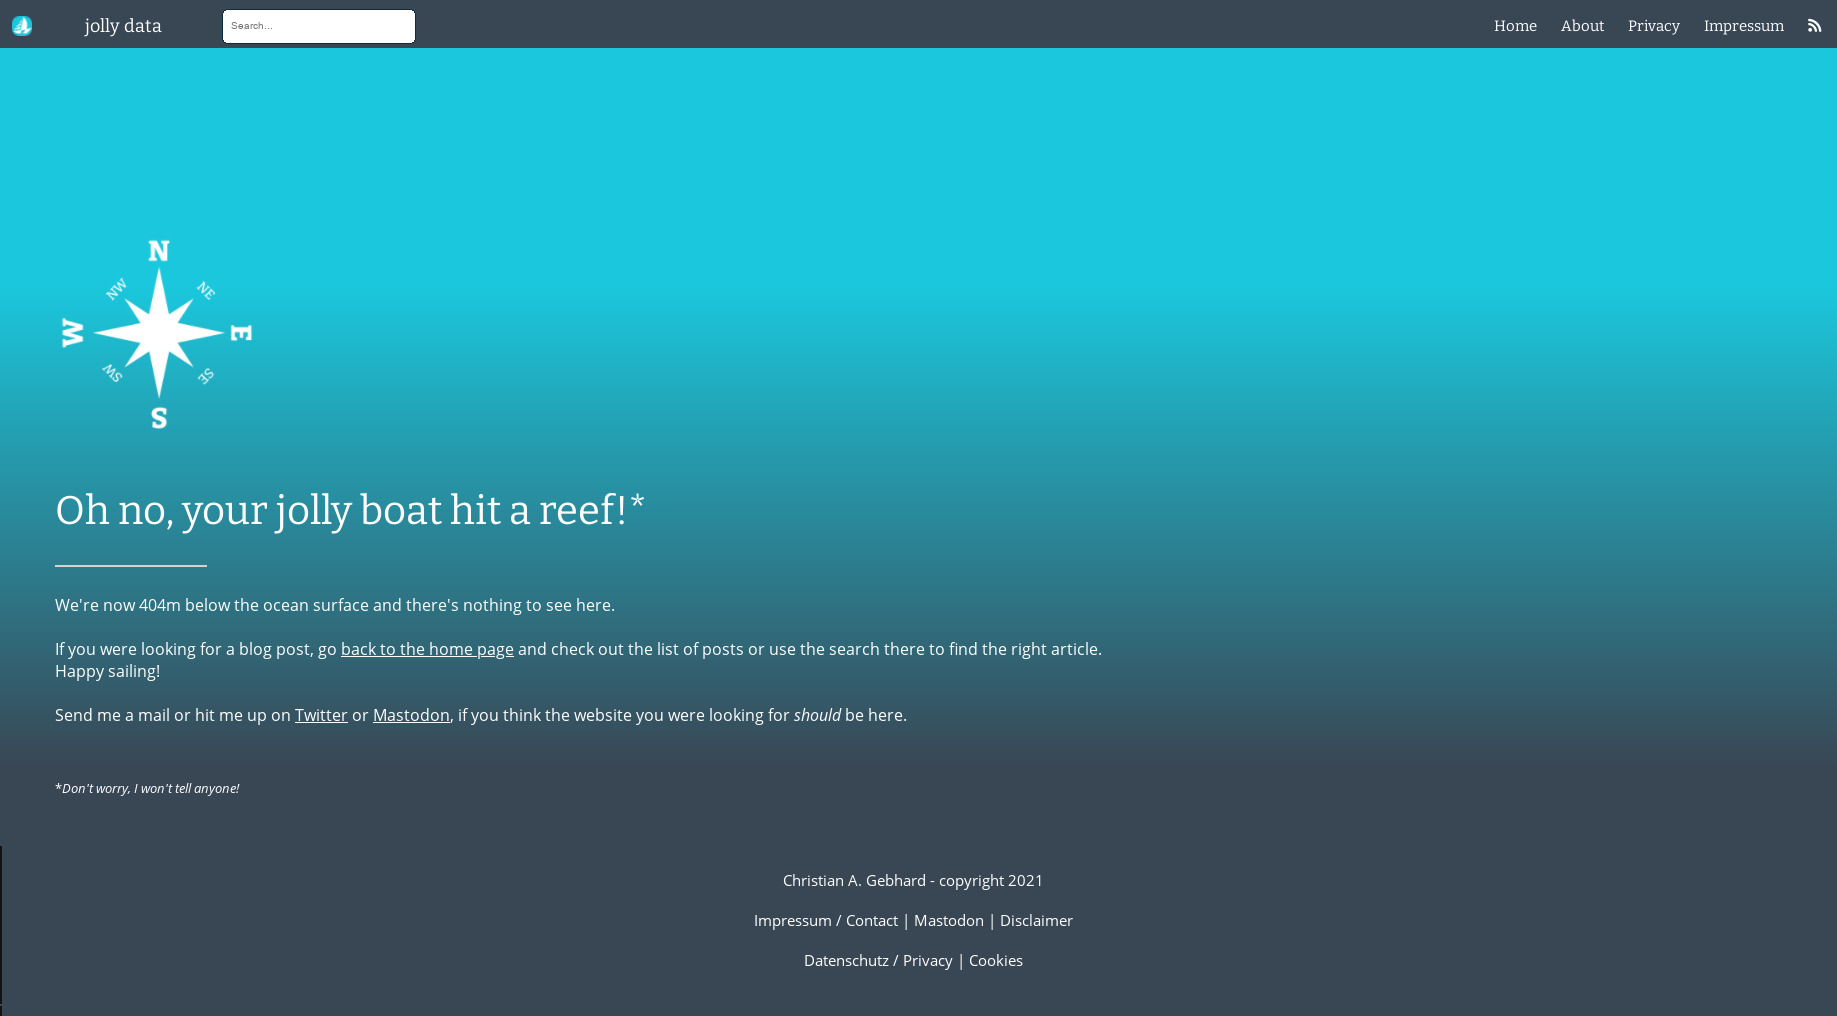 jolly data
Search...
Home
About
Privacy
Impressum
N
NW
NE
W
E
SW
SE
S
Oh no, your jolly boat hit a reef!*
We're now 404m below the ocean surface and there's nothing to see here.
If you were looking for a blog post, go back to the home page and check out the list of posts or use the search there to find the right article.
Happy sailing!
Send me a mail or hit me up on Twitter or Mastodon, if you think the website you were looking for should be here.
*Don't worry, I won't tell anyone!
Christian A. Gebhard - copyright 2021
Impressum / Contact | Mastodon | Disclaimer
Datenschutz / Privacy | Cookies